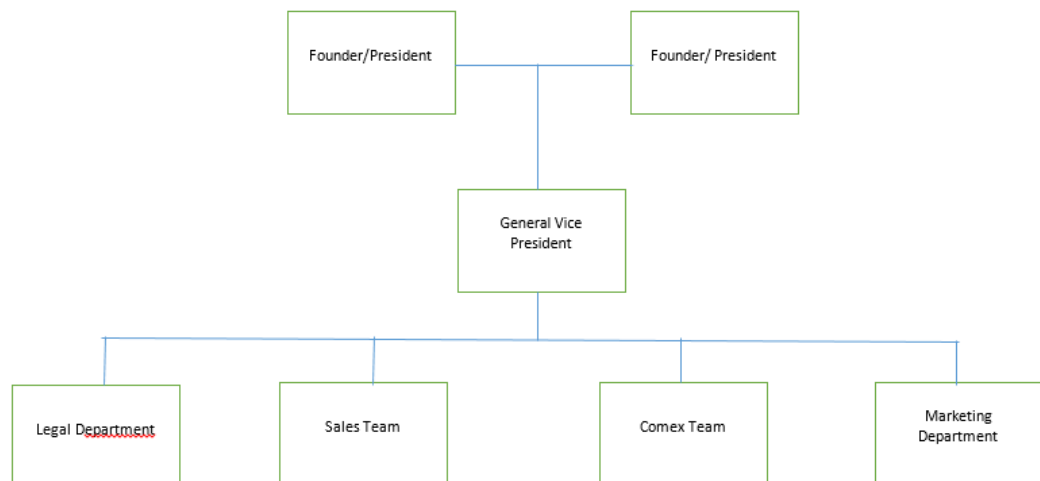 Founder/President
Founder/ President
General Vice
President
Legal Department
Sales Team
Comex Team
Marketing
Department